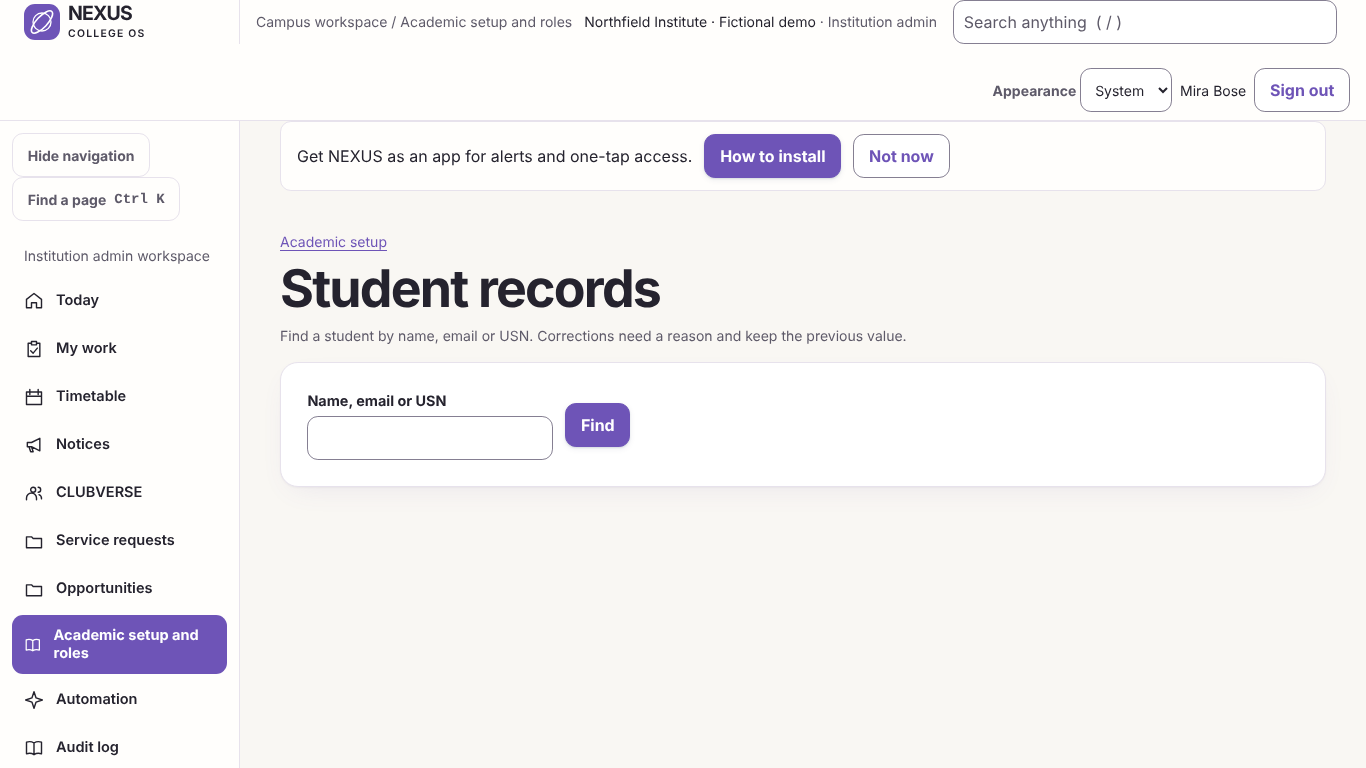 NEXUS
COLLEGE OS
Campus workspace / Academic setup and roles Northfield Institute · Fictional demo · Institution admin
Search anything ( / )
Appearance System Mira Bose Sign out
Hide navigation
Find a page Ctrl K
Institution admin workspace
Today
My work
Timetable
Notices
CLUBVERSE
Service requests
Opportunities
Academic setup and
roles
Automation
Audit log
Get NEXUS as an app for alerts and one-tap access. How to install Not now
Academic setup
Student records
Find a student by name, email or USN. Corrections need a reason and keep the previous value.
Name, email or USN
Find